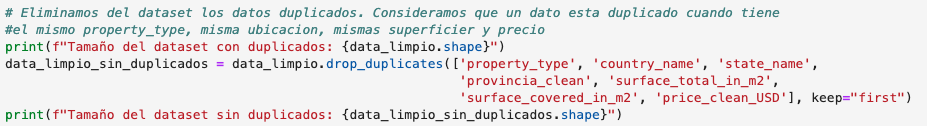 # Eliminamos del dataset los datos duplicados. Consideramos que un dato esta duplicado cuando tiene
#el mismo property_type, misma ubicacion, mismas superficier y precio
print(f"Tamaño del dataset con duplicados: {data_limpio.shape}")
data_limpio_sin_duplicados = data_limpio.drop_duplicates(['property_type', 'country_name', 'state_name',
'provincia_clean', 'surface_total_in_m2',
'surface_covered_in_m2', 'price_clean_USD'], keep="first")
print(f"Tamaño del dataset sin duplicados: {data_limpio_sin_duplicados.shape}")